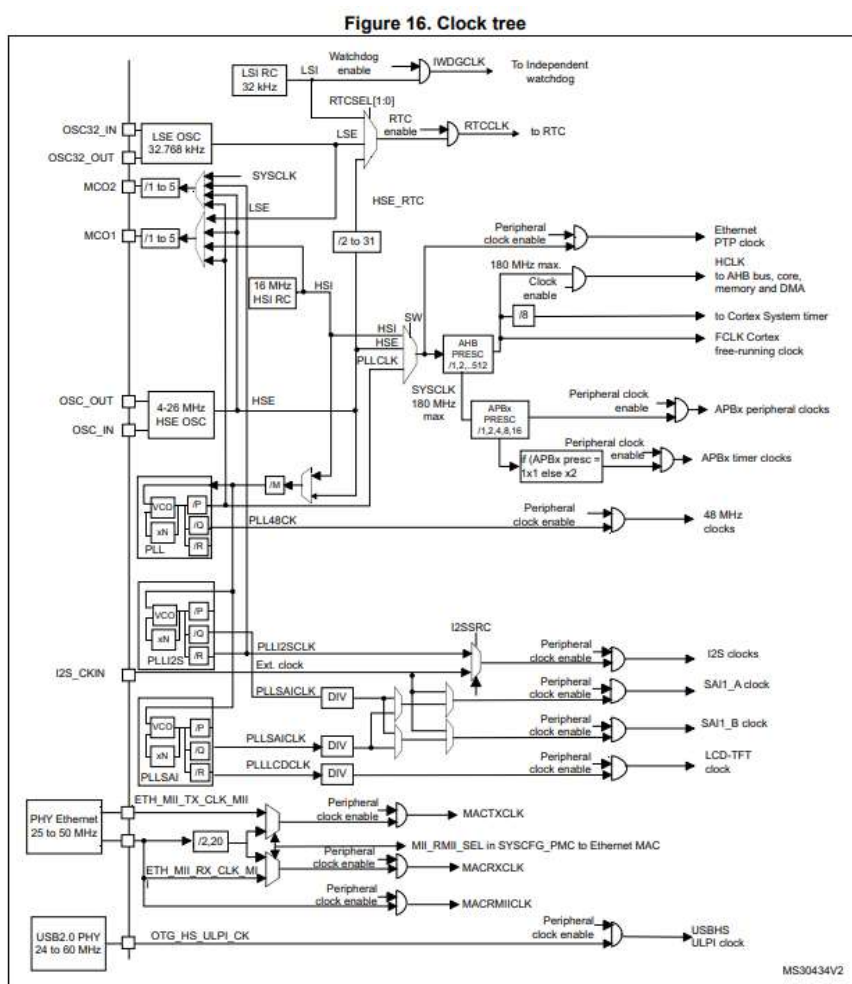 Figure 16. Clock tree
LSI RC
32 kHz
LSI
Watchdog
enable
IWDGCLK
To Independent
watchdog
RTCSEL[1:0]
OSC32_IN
OSC32_OUT
LSE OSC
32.768 kHz
LSE
RTC
enable
RTCCLK
to RTC
MCO2
/1 to 5
SYSCLK
LSE
HSE_RTC
MCO1
/1 to 5
/2 to 31
Peripheral
clock enable
Ethernet
PTP clock
16 MHz
HSI RC
HSI
180 MHz max.
Clock
enable
HCLK
to AHB bus, core,
memory and DMA
/8
to Cortex System timer
SW
HSI
HSE
PLLCLK
AHB
PRESC
/1,2,..512
FCLK Cortex
free-running clock
SYSCLK
180 MHz
max
OSC_OUT
OSC_IN
4-26 MHz
HSE OSC
HSE
APBx
PRESC
/1,2,4,8,16
Peripheral clock
enable
APBx peripheral clocks
if (APBx presc =
1x1 else x2
Peripheral clock
enable
APBx timer clocks
/M
VCO
xN
/P
/Q
/R
PLL
PLL48CK
Peripheral
clock enable
48 MHz
clocks
VCO
xN
/P
/Q
/R
PLLI2S
PLLI2SCLK
I2SSRC
Peripheral
clock enable
I2S clocks
I2S_CKIN
Ext. clock
PLLSAICLK
DIV
Peripheral
clock enable
SAI1_A clock
VCO
xN
/P
/Q
/R
PLLSAI
PLLSAICLK
DIV
Peripheral
clock enable
SAI1_B clock
PLLLCDCLK
DIV
Peripheral
clock enable
LCD-TFT
clock
PHY Ethernet
25 to 50 MHz
ETH_MII_TX_CLK_MII
Peripheral
clock enable
MACTXCLK
/2,20
MII_RMII_SEL in SYSCFG_PMC to Ethernet MAC
ETH_MII_RX_CLK_MI
I
Peripheral
clock enable
MACRXCLK
Peripheral
clock enable
MACRMIICLK
USB2.0 PHY
24 to 60 MHz
OTG_HS_ULPI_CK
Peripheral
clock enable
USBHS
ULPI clock
MS30434V2